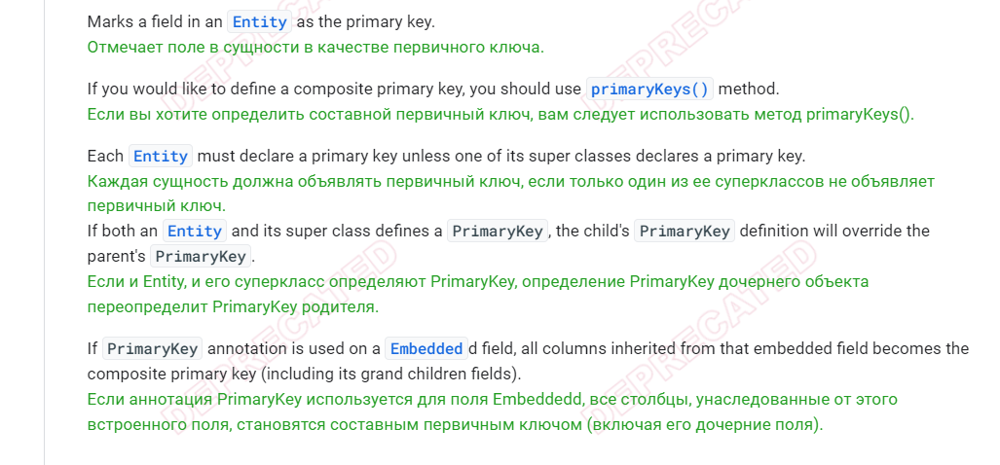 Marks a field in an Entity as the primary key.
Отмечает поле в сущности в качестве первичного ключа.
If you would like to define a composite primary key, you should use primaryKeys() method.
Если вы хотите определить составной первичный ключ, вам следует использовать метод primaryKeys().
Each Entity must declare a primary key unless one of its super classes declares a primary key.
Каждая сущность должна объявлять первичный ключ, если только один из ее суперклассов не объявляет
первичный ключ.
If both an Entity and its super class defines a PrimaryKey, the child's PrimaryKey definition will override the
parent's PrimaryKey.
Если и Entity, и его суперкласс определяют PrimaryKey, определение PrimaryKey дочернего объекта
переопределит PrimaryKey родителя.
If PrimaryKey annotation is used on a Embeddedd field, all columns inherited from that embedded field becomes the
composite primary key (including its grand children fields).
Если аннотация PrimaryKey используется для поля Embeddedd, все столбцы, унаследованные от этого
встроенного поля, становятся составным первичным ключом (включая его дочерние поля).
DEPRECATED
DEPRECATED
DEPRECATED
DEPRECATED